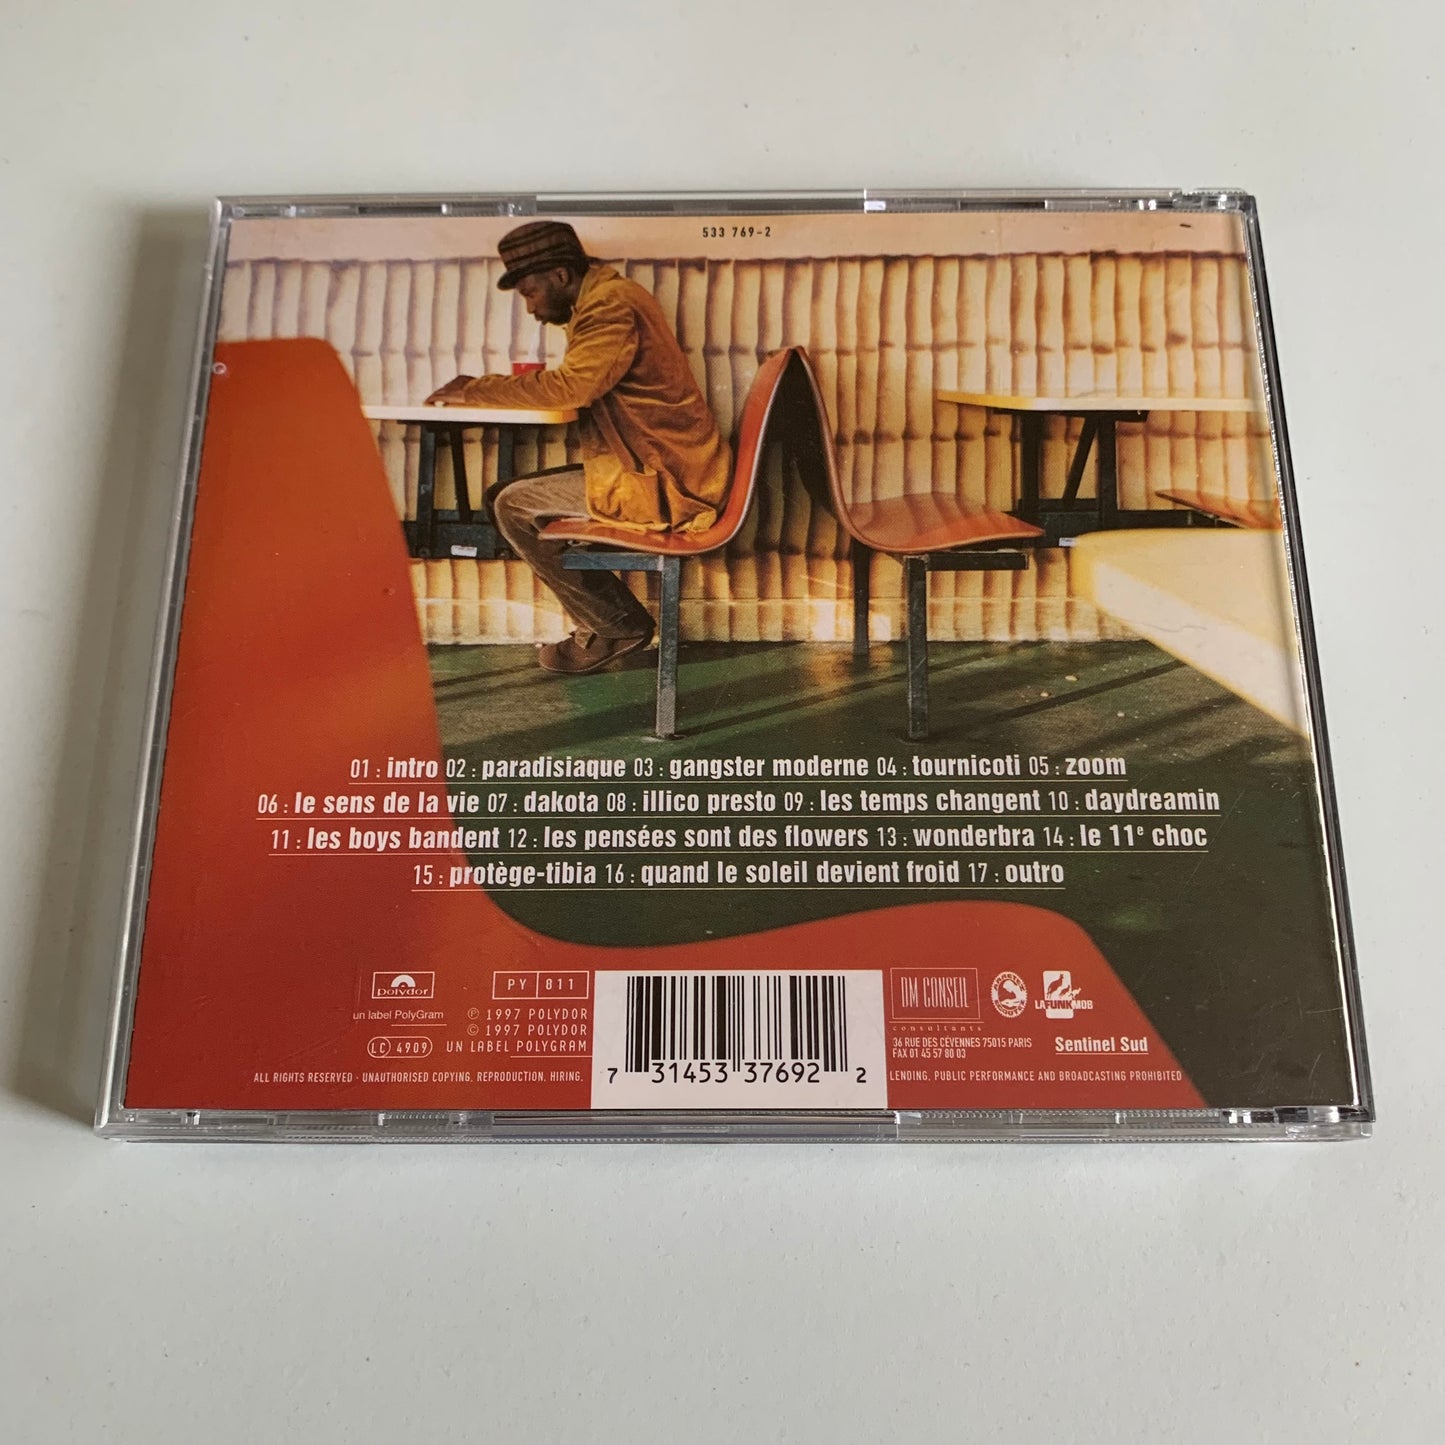 533 769-2
01 : intro 02 : paradisiaque 03 : gangster moderne 04 : tournicoti 05 : zoom
06 : le sens de la vie 07 : dakota 08 : illico presto 09 : les temps changent 10 : daydreamin
11 : les boys bandent 12 : les pensées sont des flowers 13 : wonderbra 14 : le 11e choc
15 : protège-tibia 16 : quand le soleil devient froid 17 : outro
polydor
un label PolyGram
LC 4909
PY 811
℗ 1997 POLYDOR
© 1997 POLYDOR
UN LABEL POLYGRAM
7 31453 37692 2
DM CONSEIL
consultants
36 RUE DES CÉVENNES 75015 PARIS
FAX 01 45 57 80 03
LA FUNK MOB
Sentinel Sud
ALL RIGHTS RESERVED · UNAUTHORISED COPYING, REPRODUCTION, HIRING,
LENDING, PUBLIC PERFORMANCE AND BROADCASTING PROHIBITED